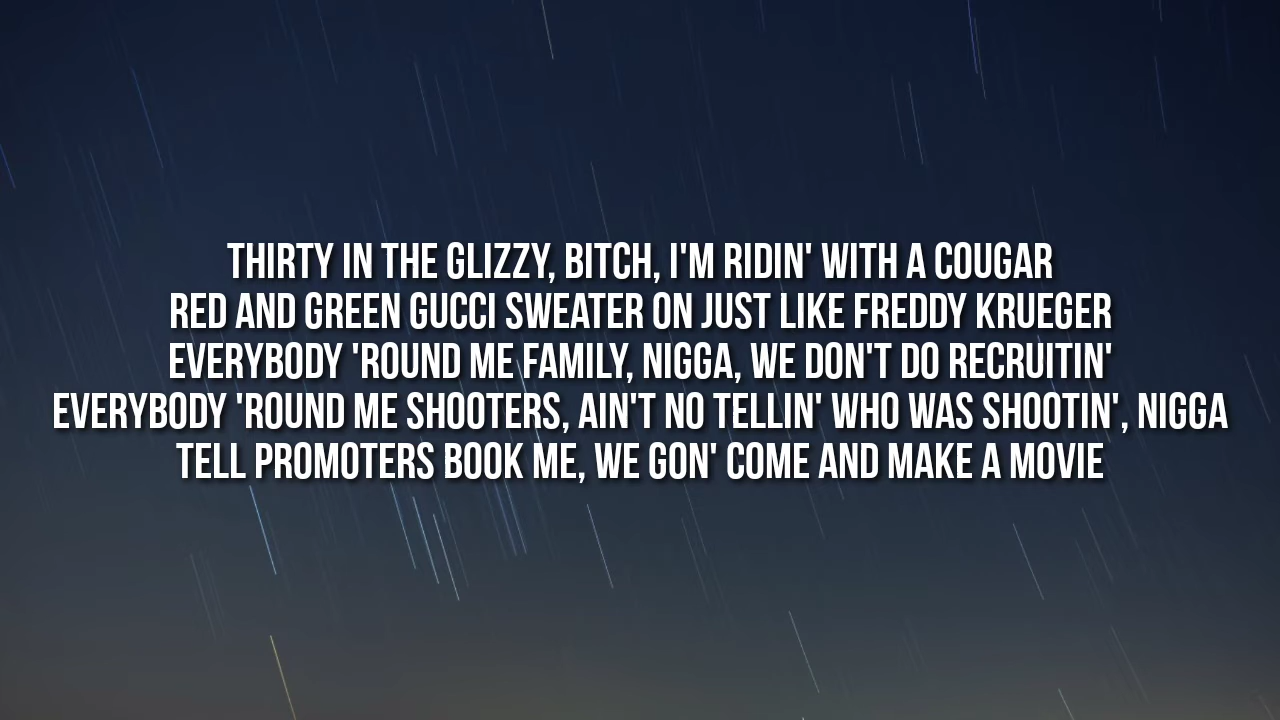 THIRTY IN THE GLIZZY, BITCH, I'M RIDIN' WITH A COUGAR
RED AND GREEN GUCCI SWEATER ON JUST LIKE FREDDY KRUEGER
EVERYBODY 'ROUND ME FAMILY, NIGGA, WE DON'T DO RECRUITIN'
EVERYBODY 'ROUND ME SHOOTERS, AIN'T NO TELLIN' WHO WAS SHOOTIN', NIGGA
TELL PROMOTERS BOOK ME, WE GON' COME AND MAKE A MOVIE